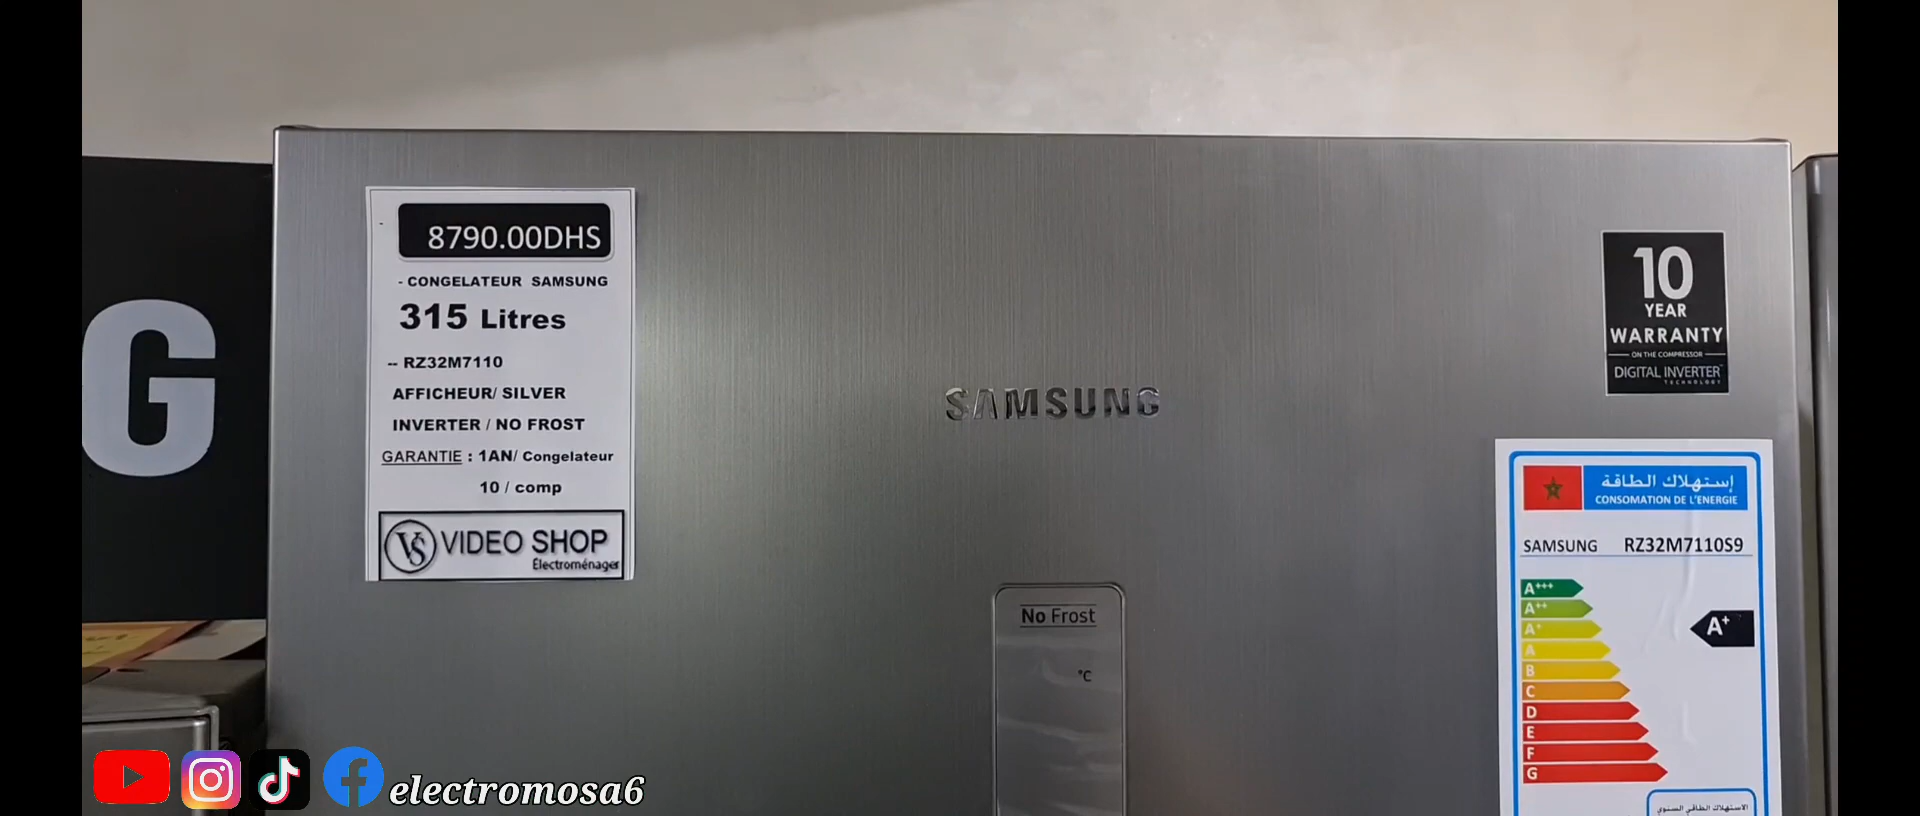 G
8790.00DHS
- CONGELATEUR SAMSUNG
315 Litres
-- RZ32M7110
AFFICHEUR/ SILVER
INVERTER / NO FROST
GARANTIE : 1AN/ Congelateur
10 / comp
VS VIDEO SHOP
Électroménager
SAMSUNG
No Frost
°C
10
YEAR
WARRANTY
ON THE COMPRESSOR
DIGITAL INVERTER
TECHNOLOGY
إستهلاك الطاقة
CONSOMATION DE L'ENERGIE
SAMSUNG RZ32M7110S9
A+++
A++
A+
A+
A
B
C
D
E
F
G
الاستهلاك الطاقي السنوي
electromosa6